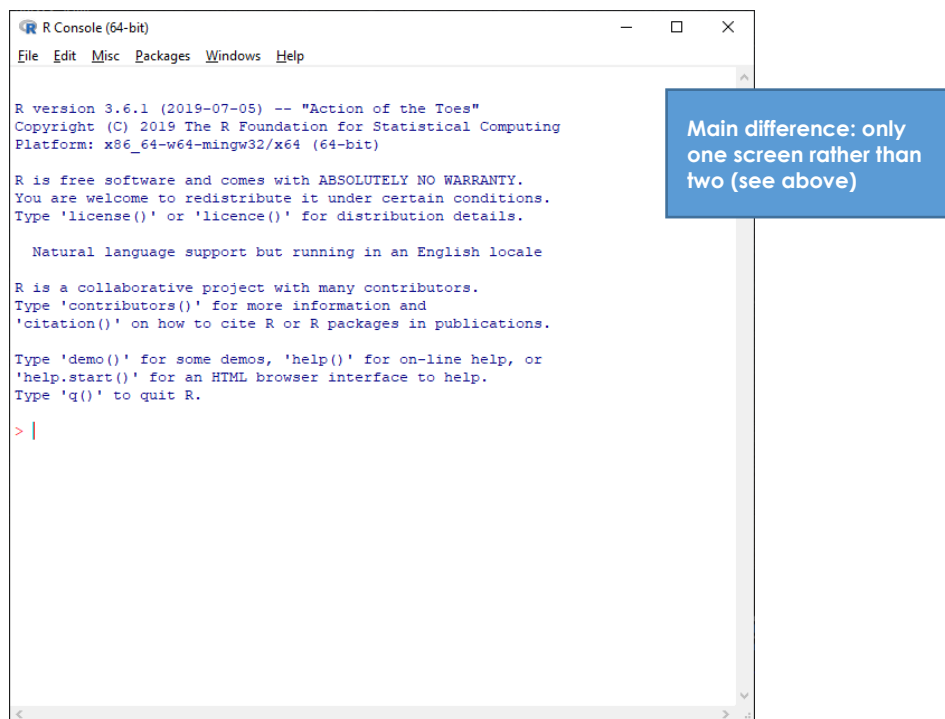 R Console (64-bit)
File Edit Misc Packages Windows Help
R version 3.6.1 (2019-07-05) -- "Action of the Toes"
Copyright (C) 2019 The R Foundation for Statistical Computing
Platform: x86_64-w64-mingw32/x64 (64-bit)
R is free software and comes with ABSOLUTELY NO WARRANTY.
You are welcome to redistribute it under certain conditions.
Type 'license()' or 'licence()' for distribution details.
Natural language support but running in an English locale
R is a collaborative project with many contributors.
Type 'contributors()' for more information and
'citation()' on how to cite R or R packages in publications.
Type 'demo()' for some demos, 'help()' for on-line help, or
'help.start()' for an HTML browser interface to help.
Type 'q()' to quit R.
>
Main difference: only
one screen rather than
two (see above)